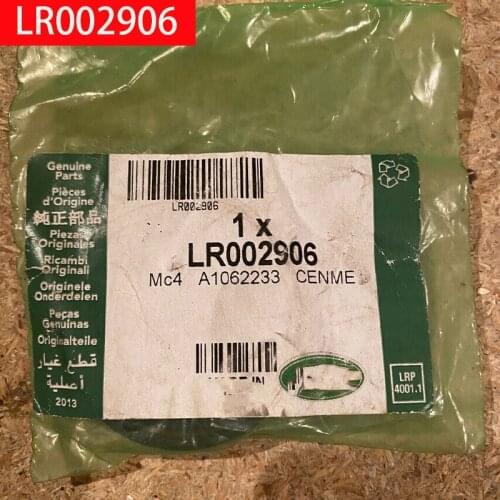 LR002906
Genuine
Parts
Pièces
d'Origine
純正部品
Piezas
Originales
Ricambi
Originali
Originele
Onderdelen
Peças
Genuinas
Originalteile
قطع غيار
أصلية
2013
LR002906
1 x
LR002906
Mc4 A1062233 CENME
LRP
4001.1